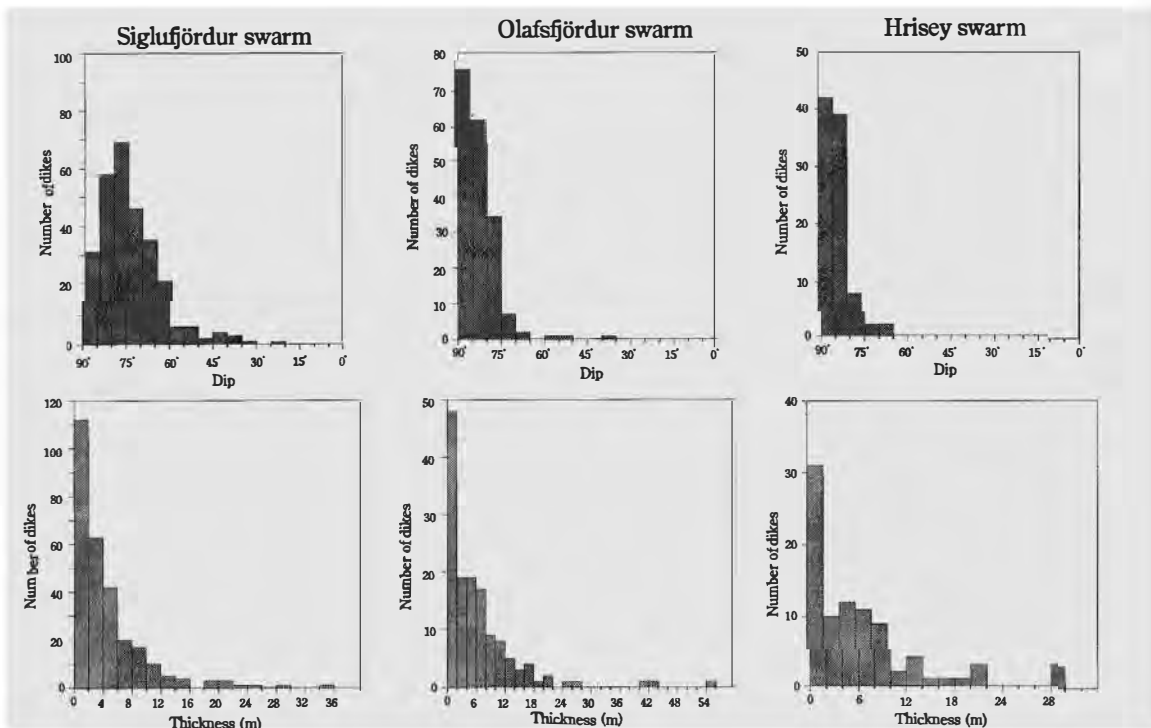 Siglufjördur swarm
100
80
60
40
20
0
90° 75° 60° 45° 30° 15° 0°
Dip
Number of dikes
Olafsfjördur swarm
80
70
60
50
40
30
20
10
0
90° 75° 60° 45° 30° 15° 0°
Dip
Number of dikes
Hrisey swarm
50
40
30
20
10
0
90° 75° 60° 45° 30° 15° 0°
Dip
Number of dikes
120
100
80
60
40
20
0
0 4 8 12 16 20 24 28 32 36
Thickness (m)
Number of dikes
50
40
30
20
10
0
0 6 12 18 24 30 36 42 48 54
Thickness (m)
Number of dikes
40
30
20
10
0
0 6 12 18 24 28
Thickness (m)
Number of dikes